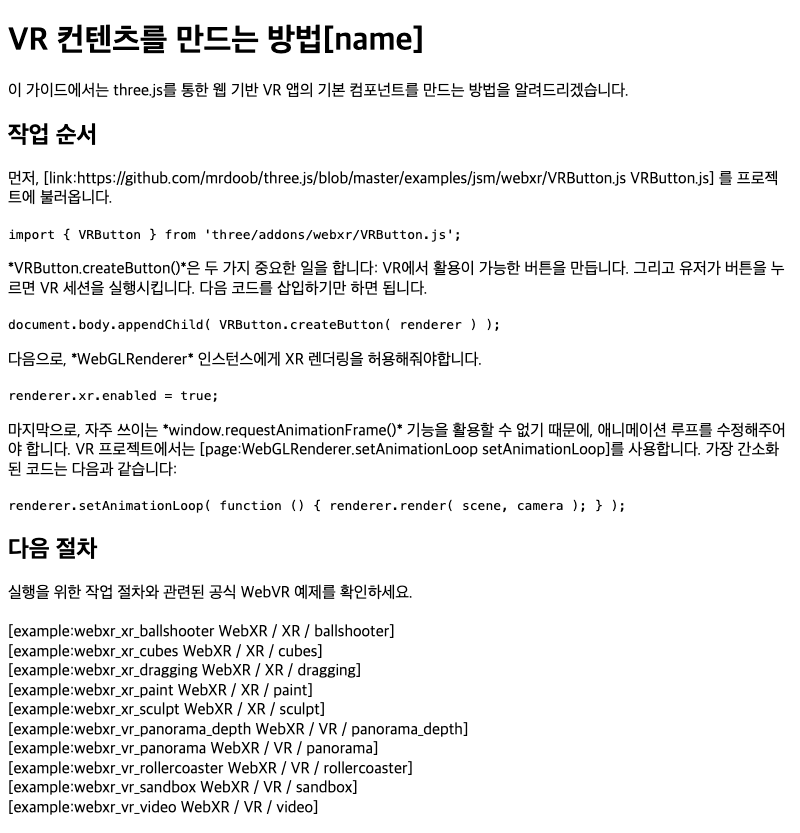 VR 컨텐츠를 만드는 방법[name]
이 가이드에서는 three.js를 통한 웹 기반 VR 앱의 기본 컴포넌트를 만드는 방법을 알려드리겠습니다.
작업 순서
먼저, [link:https://github.com/mrdoob/three.js/blob/master/examples/jsm/webxr/VRButton.js VRButton.js] 를 프로젝
트에 불러옵니다.
import { VRButton } from 'three/addons/webxr/VRButton.js';
*VRButton.createButton()*은 두 가지 중요한 일을 합니다: VR에서 활용이 가능한 버튼을 만듭니다. 그리고 유저가 버튼을 누
르면 VR 세션을 실행시킵니다. 다음 코드를 삽입하기만 하면 됩니다.
document.body.appendChild( VRButton.createButton( renderer ) );
다음으로, *WebGLRenderer* 인스턴스에게 XR 렌더링을 허용해줘야합니다.
renderer.xr.enabled = true;
마지막으로, 자주 쓰이는 *window.requestAnimationFrame()* 기능을 활용할 수 없기 때문에, 애니메이션 루프를 수정해주어
야 합니다. VR 프로젝트에서는 [page:WebGLRenderer.setAnimationLoop setAnimationLoop]를 사용합니다. 가장 간소화
된 코드는 다음과 같습니다:
renderer.setAnimationLoop( function () { renderer.render( scene, camera ); } );
다음 절차
실행을 위한 작업 절차와 관련된 공식 WebVR 예제를 확인하세요.
[example:webxr_xr_ballshooter WebXR / XR / ballshooter]
[example:webxr_xr_cubes WebXR / XR / cubes]
[example:webxr_xr_dragging WebXR / XR / dragging]
[example:webxr_xr_paint WebXR / XR / paint]
[example:webxr_xr_sculpt WebXR / XR / sculpt]
[example:webxr_vr_panorama_depth WebXR / VR / panorama_depth]
[example:webxr_vr_panorama WebXR / VR / panorama]
[example:webxr_vr_rollercoaster WebXR / VR / rollercoaster]
[example:webxr_vr_sandbox WebXR / VR / sandbox]
[example:webxr_vr_video WebXR / VR / video]